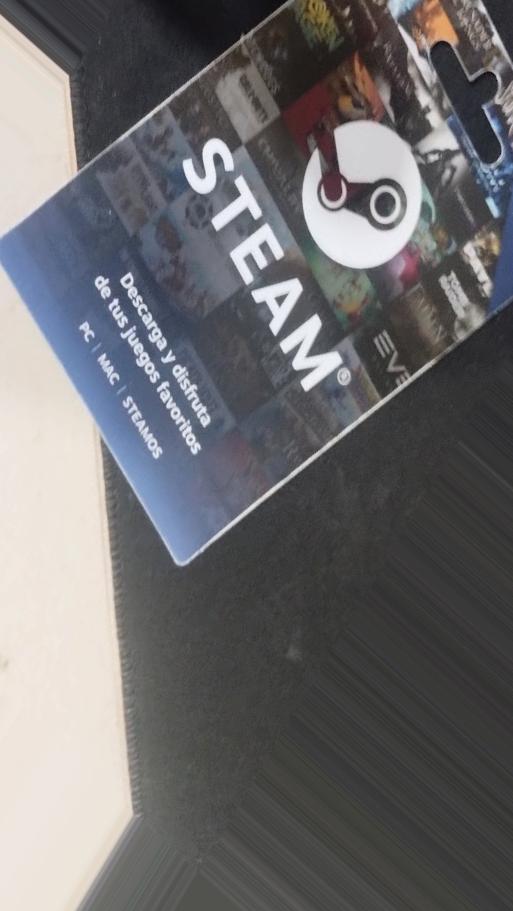 STEAM®
Descarga y disfruta
de tus juegos favoritos
PC | MAC | STEAMOS